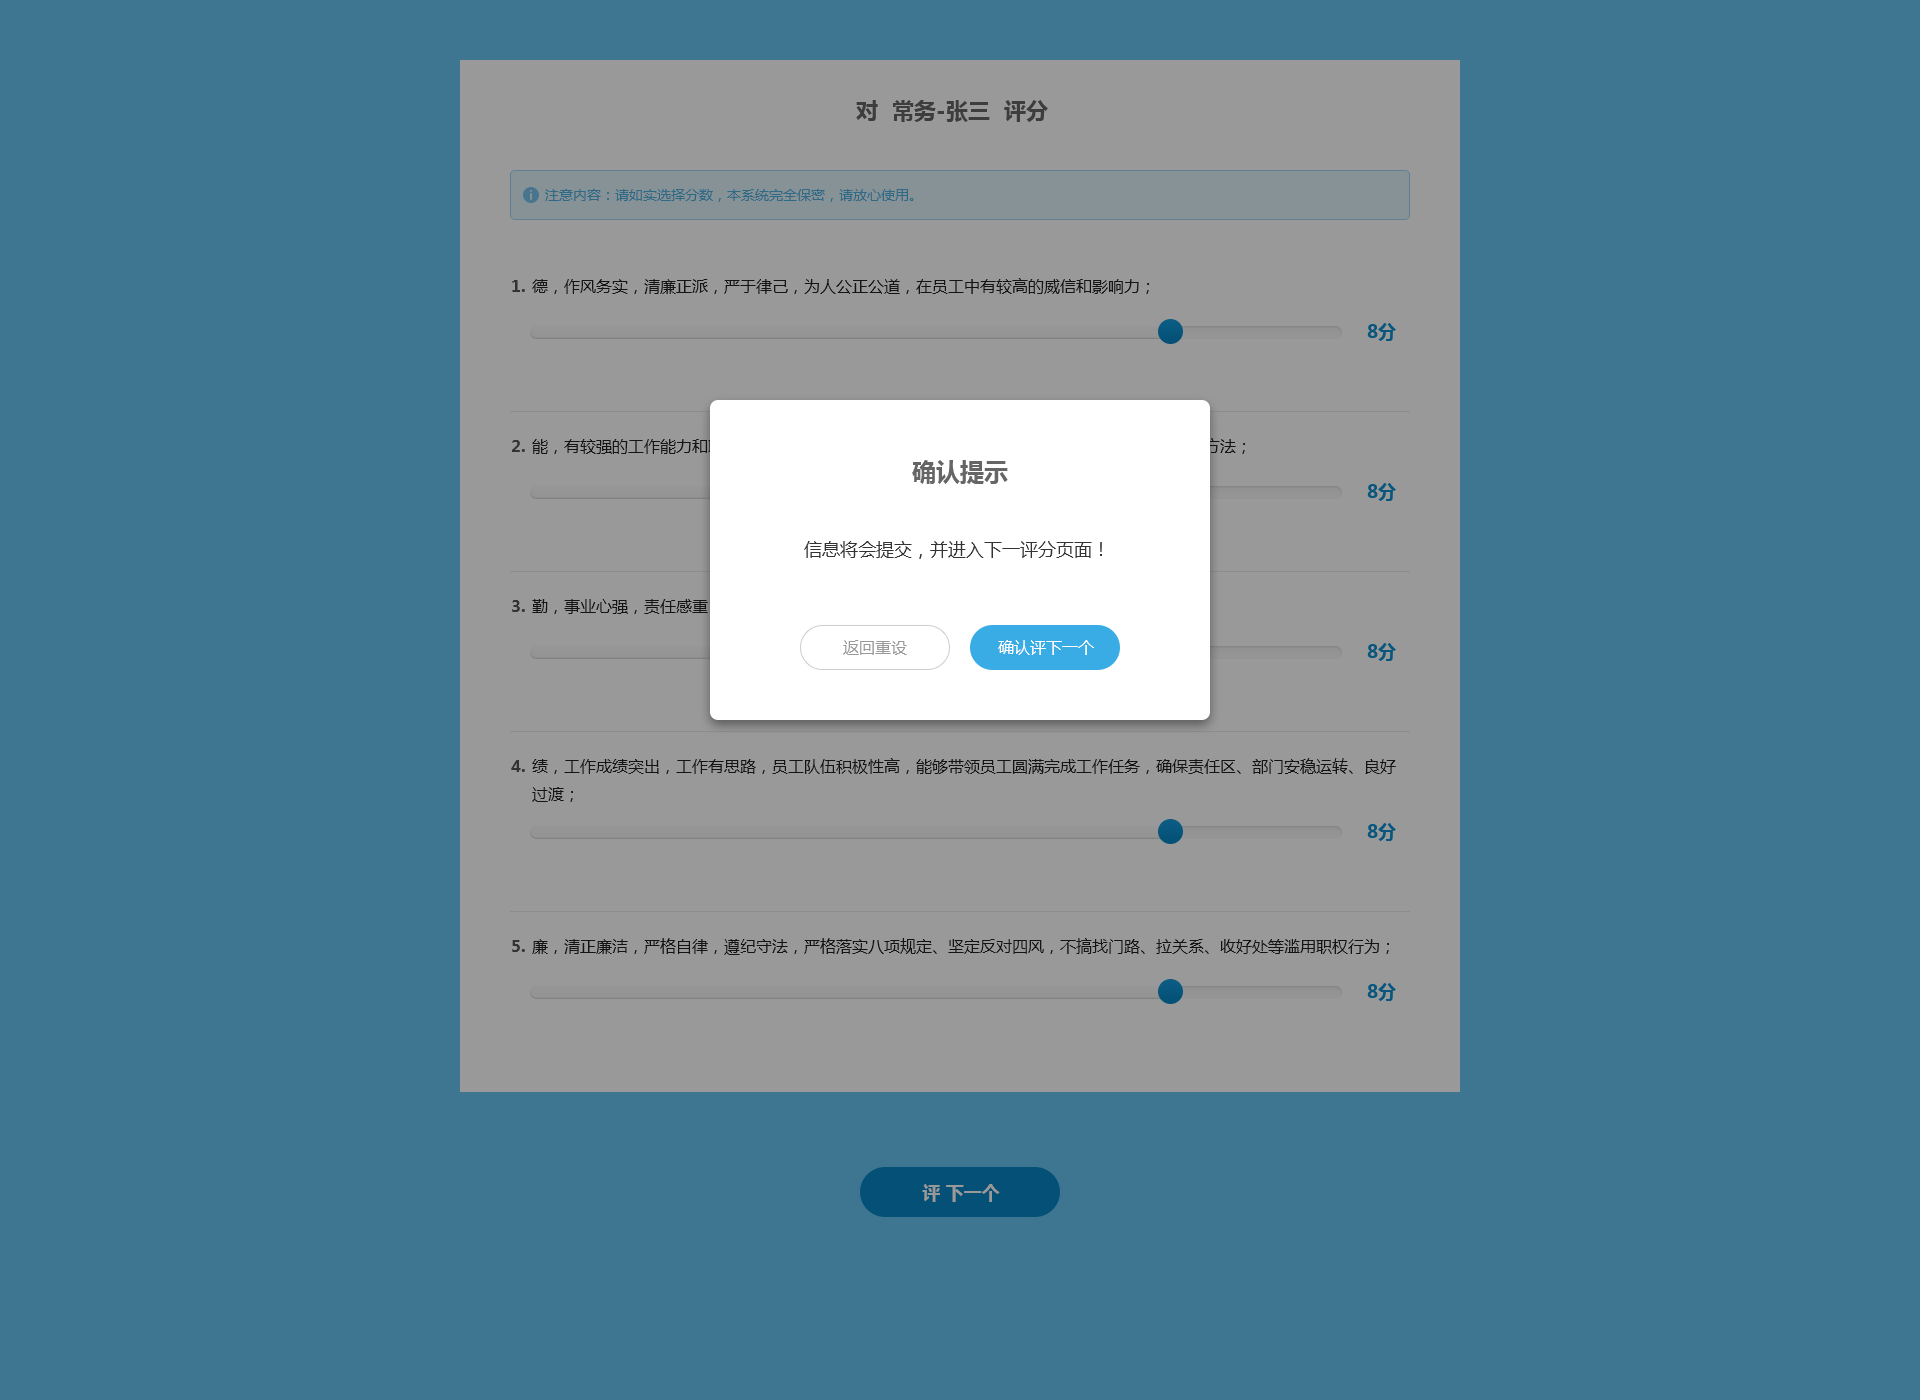 对 常务-张三 评分
注意内容：请如实选择分数，本系统完全保密，请放心使用。
1. 德，作风务实，清廉正派，严于律己，为人公正公道，在员工中有较高的威信和影响力；
8分
2. 能，有较强的工作能力和
方法；
8分
确认提示
信息将会提交，并进入下一评分页面！
3. 勤，事业心强，责任感重
返回重设 确认评下一个
8分
4. 绩，工作成绩突出，工作有思路，员工队伍积极性高，能够带领员工圆满完成工作任务，确保责任区、部门安稳运转、良好
过渡；
8分
5. 廉，清正廉洁，严格自律，遵纪守法，严格落实八项规定、坚定反对四风，不搞找门路、拉关系、收好处等滥用职权行为；
8分
评 下一个